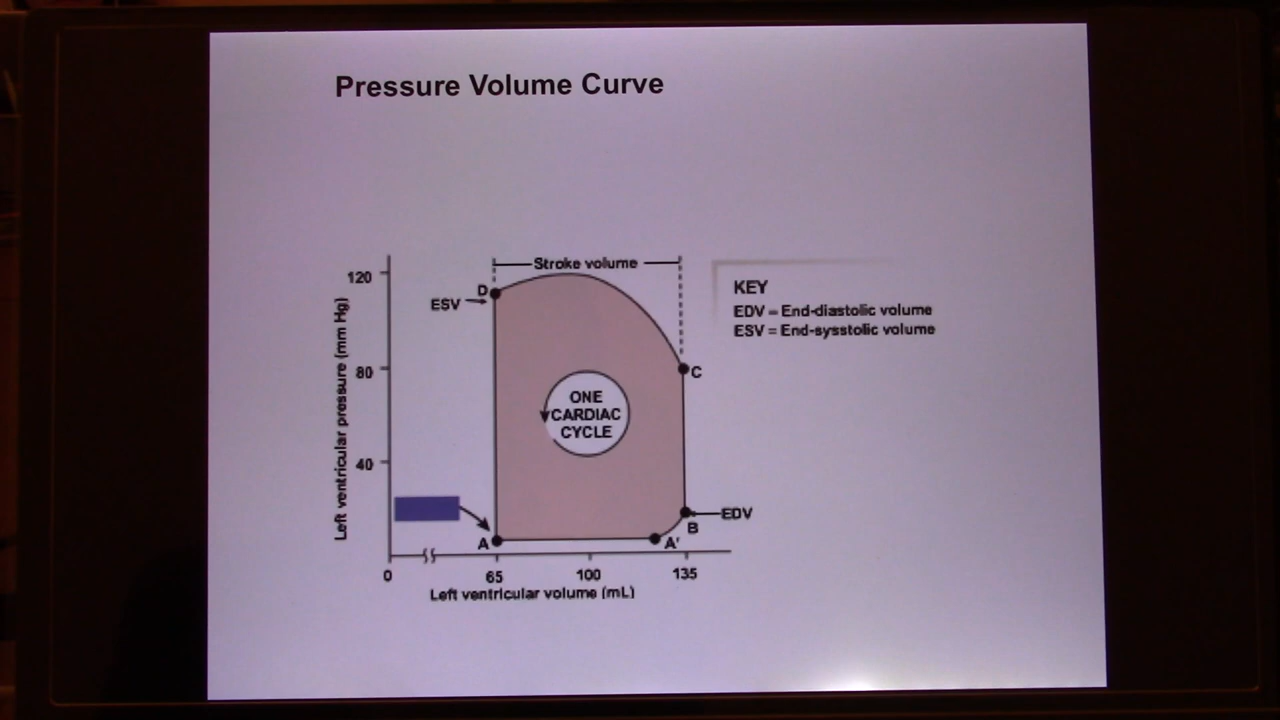 Pressure Volume Curve
Stroke volume
120
D
ESV
KEY
EDV = End-diastolic volume
ESV = End-sysstolic volume
80
C
ONE
CARDIAC
CYCLE
Left ventricular pressure (mm Hg)
40
EDV
B
A
A'
0
65
100
135
Left ventricular volume (mL)